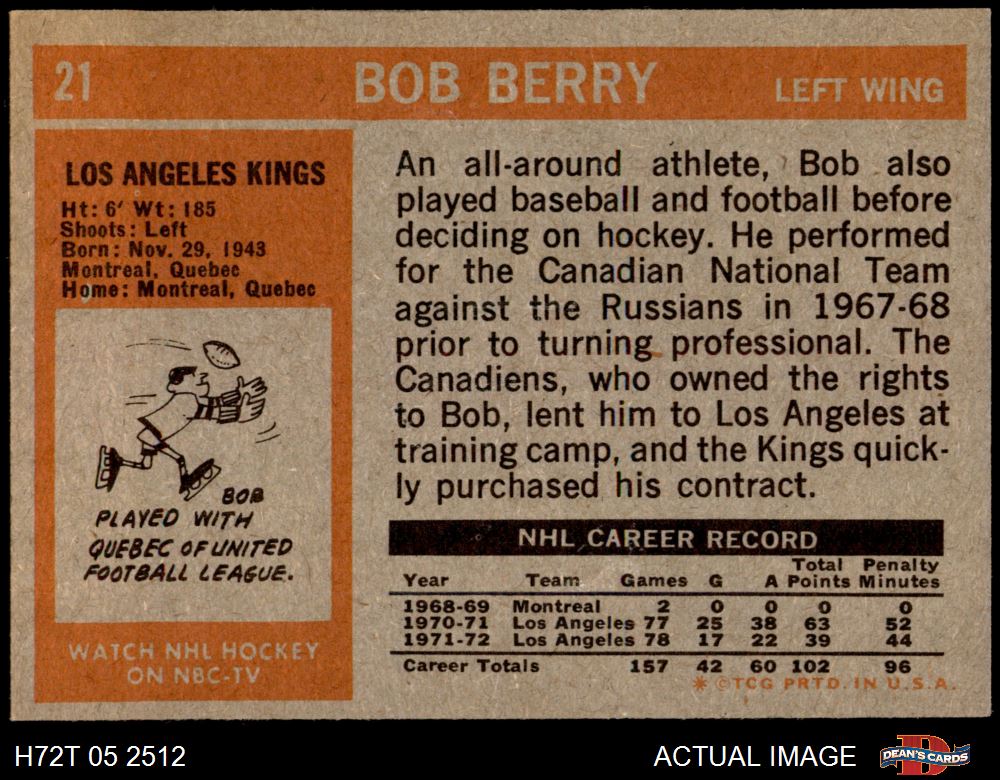 21 BOB BERRY LEFT WING
LOS ANGELES KINGS
Ht: 6' Wt: 185
Shoots: Left
Born: Nov. 29, 1943
Montreal, Quebec
Home: Montreal, Quebec
BOB
PLAYED WITH
QUEBEC OF UNITED
FOOTBALL LEAGUE.
WATCH NHL HOCKEY
ON NBC-TV
An all-around athlete, Bob also
played baseball and football before
deciding on hockey. He performed
for the Canadian National Team
against the Russians in 1967-68
prior to turning professional. The
Canadiens, who owned the rights
to Bob, lent him to Los Angeles at
training camp, and the Kings quick-
ly purchased his contract.
NHL CAREER RECORD
Year Team Games G A Total Points Penalty Minutes
1968-69 Montreal 2 0 0 0 0
1970-71 Los Angeles 77 25 38 63 52
1971-72 Los Angeles 78 17 22 39 44
Career Totals 157 42 60 102 96
* ©TCG PRTD. IN U.S.A.
H72T 05 2512 ACTUAL IMAGE DEAN'S CARDS